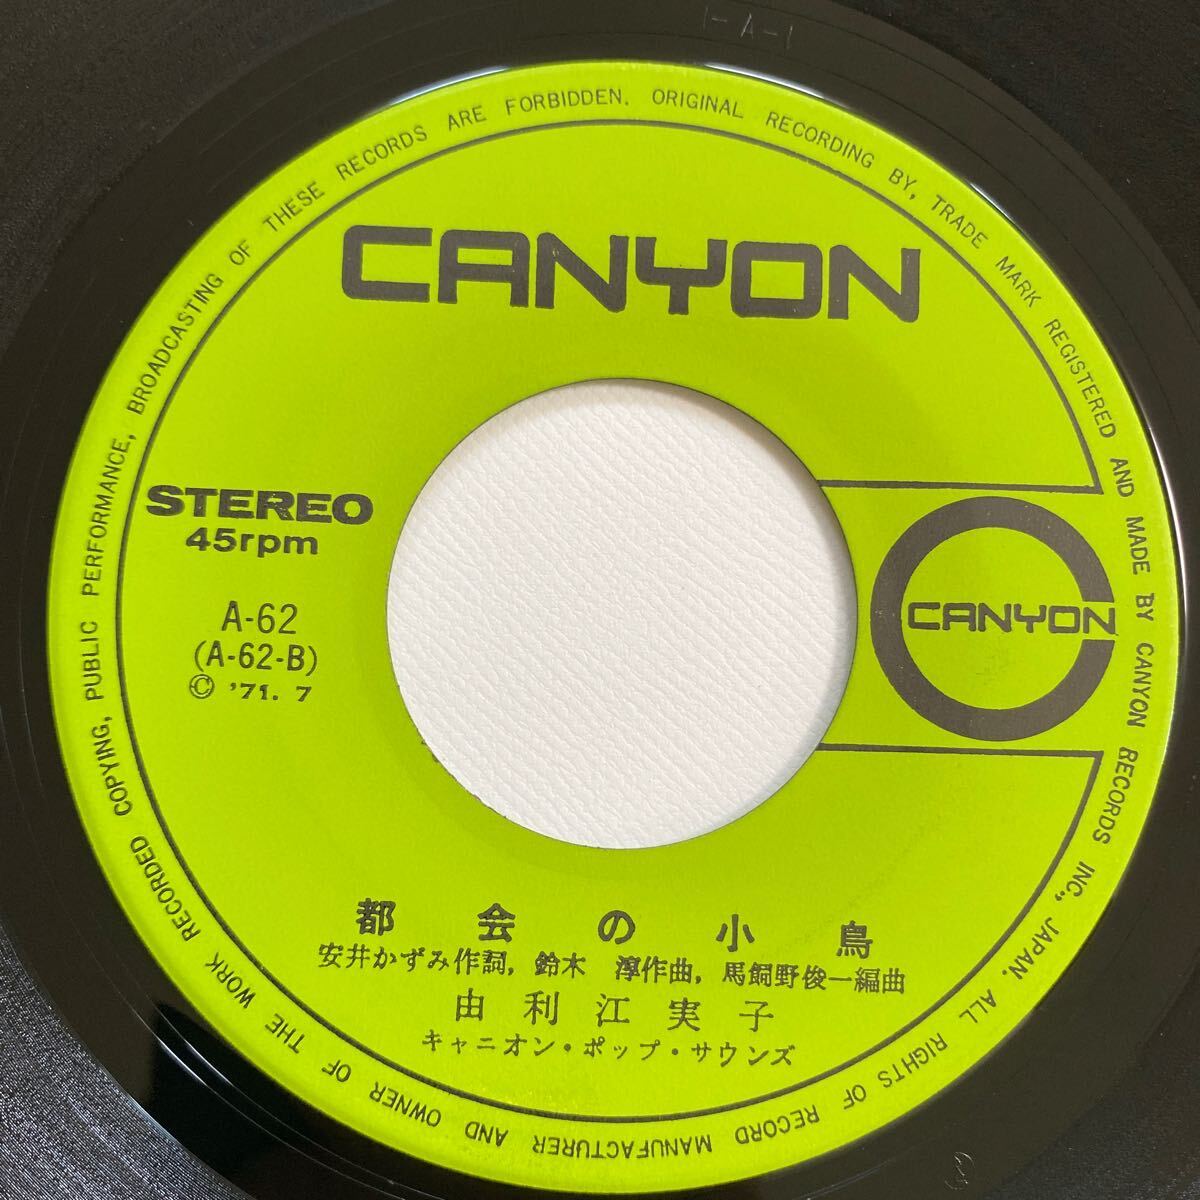 1-A-1
COPYING, PUBLIC PERFORMANCE, BROADCASTING OF THESE RECORDS ARE FORBIDDEN. ORIGINAL RECORDING BY, TRADE MARK REGISTERED AND MADE BY CANYON RECORDS INC., JAPAN. ALL RIGHTS OF RECORD MANUFACTURER AND OWNER OF THE WORK RECORDED
CANYON
STEREO
45rpm
A-62
(A-62-B)
Ⓒ '71. 7
CANYON
都会の小鳥
安井かずみ作詞, 鈴木 淳作曲, 馬飼野俊一編曲
由利江実子
キャニオン・ポップ・サウンズ